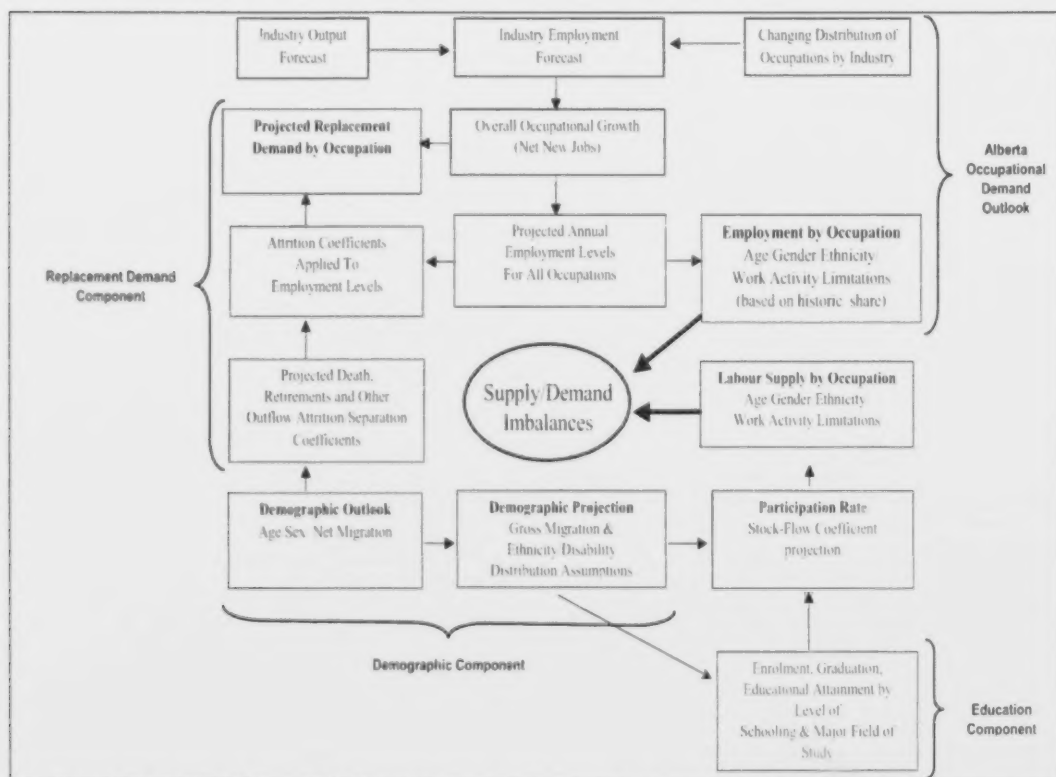 Industry Output
Forecast
Industry Employment
Forecast
Changing Distribution of
Occupations by Industry
Projected Replacement
Demand by Occupation
Overall Occupational Growth
(Net New Jobs)
Alberta
Occupational
Demand
Outlook
Replacement Demand
Component
Attrition Coefficients
Applied To
Employment Levels
Projected Annual
Employment Levels
For All Occupations
Employment by Occupation
Age Gender Ethnicity
Work Activity Limitations
(based on historic share)
Projected Death,
Retirements and Other
Outflow Attrition Separation
Coefficients
Supply/Demand
Imbalances
Labour Supply by Occupation
Age Gender Ethnicity
Work Activity Limitations
Demographic Outlook
Age Sex Net Migration
Demographic Projection
Gross Migration &
Ethnicity Disability
Distribution Assumptions
Participation Rate
Stock-Flow Coefficient
projection
Demographic Component
Enrolment, Graduation,
Educational Attainment by
Level of
Schooling & Major Field of
Study
Education
Component